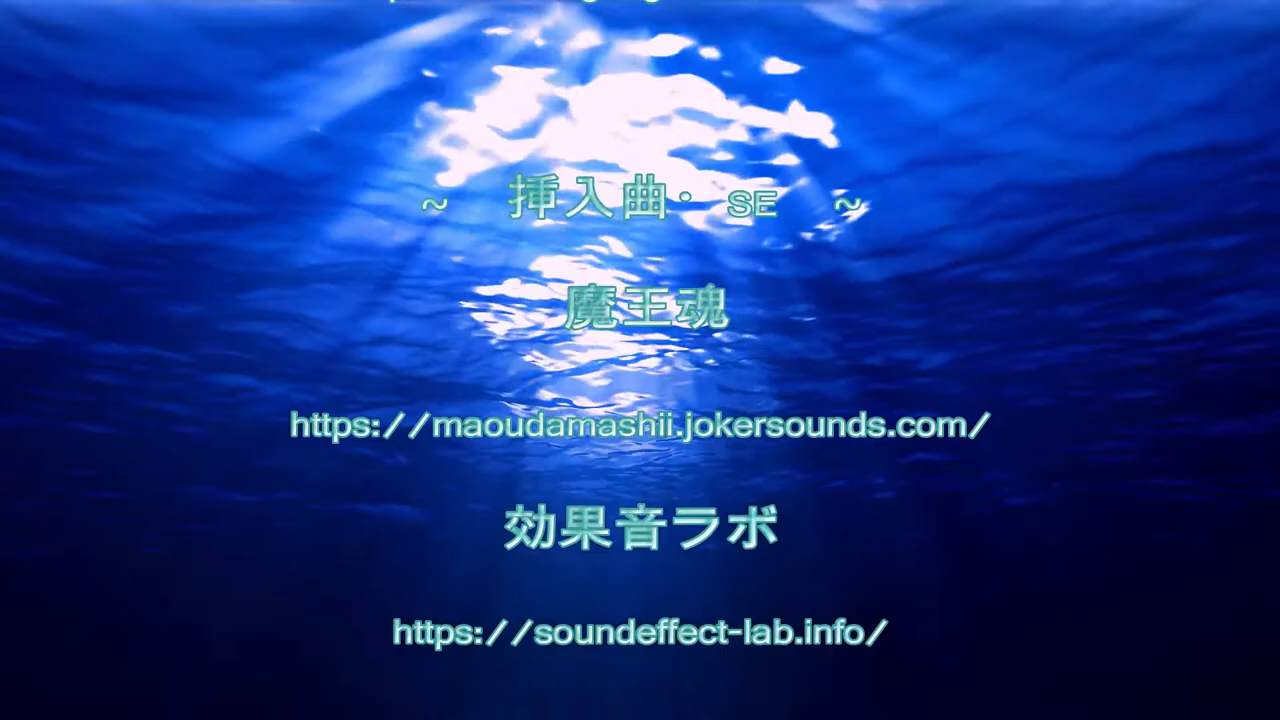 ~ 挿入曲・ SE ~
魔王魂
https://maoudamashii.jokersounds.com/
効果音ラボ
https://soundeffect-lab.info/